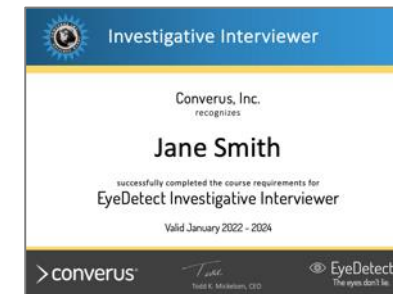 Investigative Interviewer
Converus, Inc.
recognizes
Jane Smith
successfully completed the course requirements for
EyeDetect Investigative Interviewer
Valid January 2022 - 2024
converus
Todd K. Mickelsen, CEO
EyeDetect
The eyes don't lie.